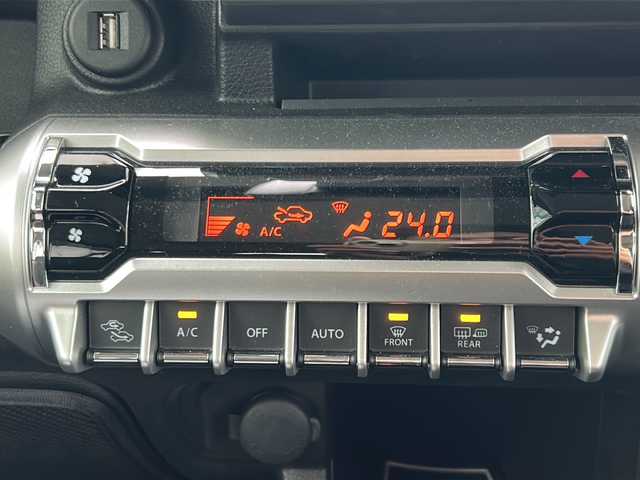 A/C 24.0
A/C OFF AUTO FRONT REAR